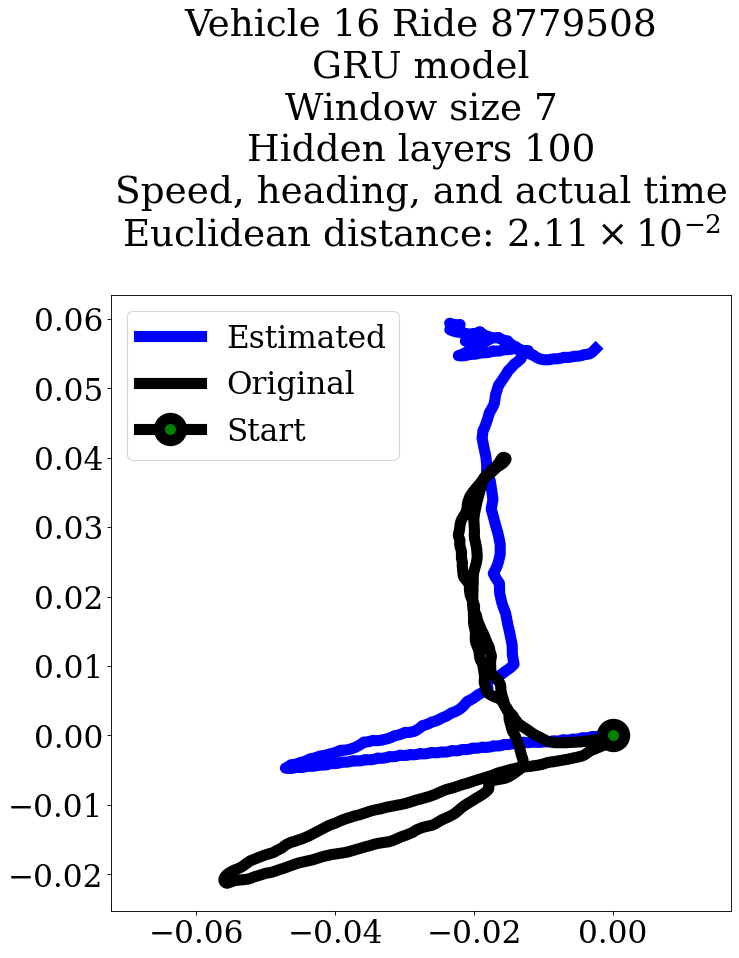 Vehicle 16 Ride 8779508
GRU model
Window size 7
Hidden layers 100
Speed, heading, and actual time
Euclidean distance: 2.11 × 10⁻²
Estimated
Original
Start
0.06
0.05
0.04
0.03
0.02
0.01
0.00
−0.01
−0.02
−0.06 −0.04 −0.02 0.00